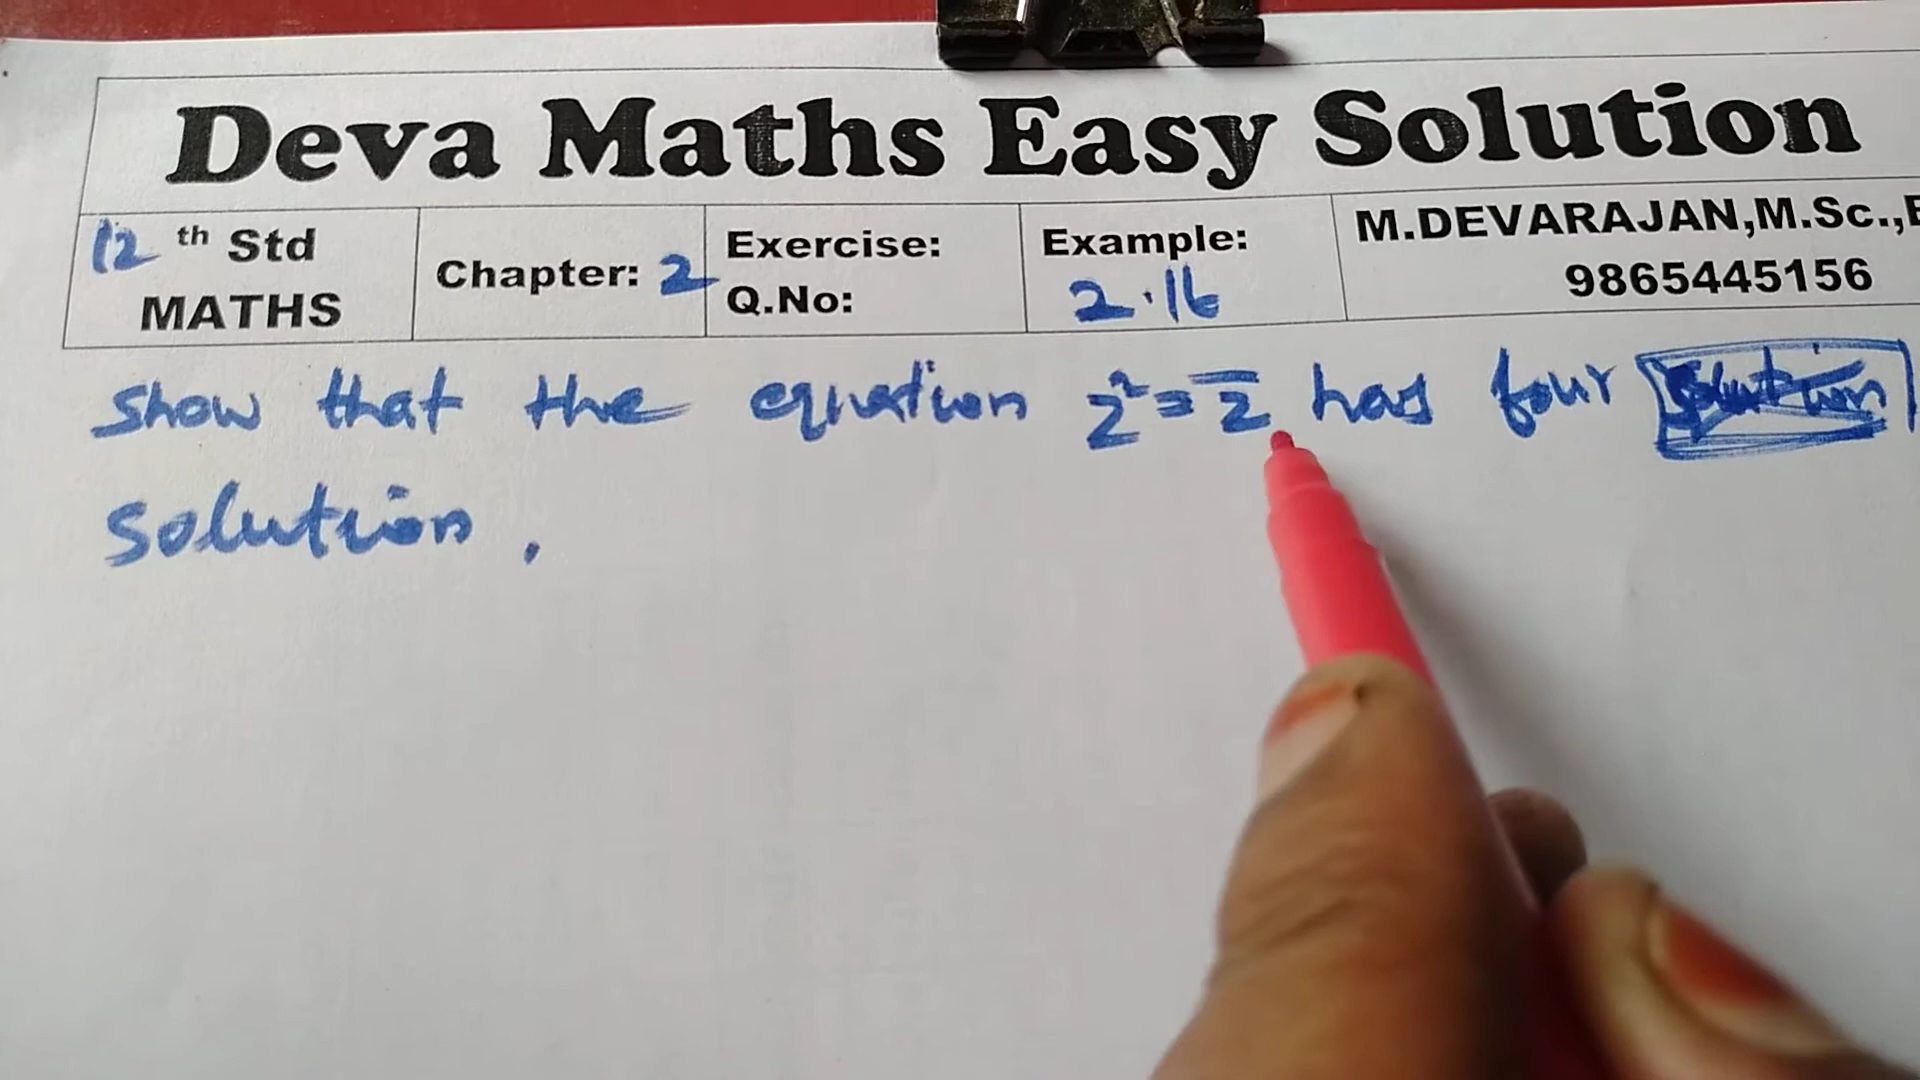 Deva Maths Easy Solution
12 th Std
MATHS
Chapter: 2
Exercise:
Q.No:
Example:
2.16
M.DEVARAJAN,M.Sc.,
9865445156
show that the equation z² = z̅ has four
solution.